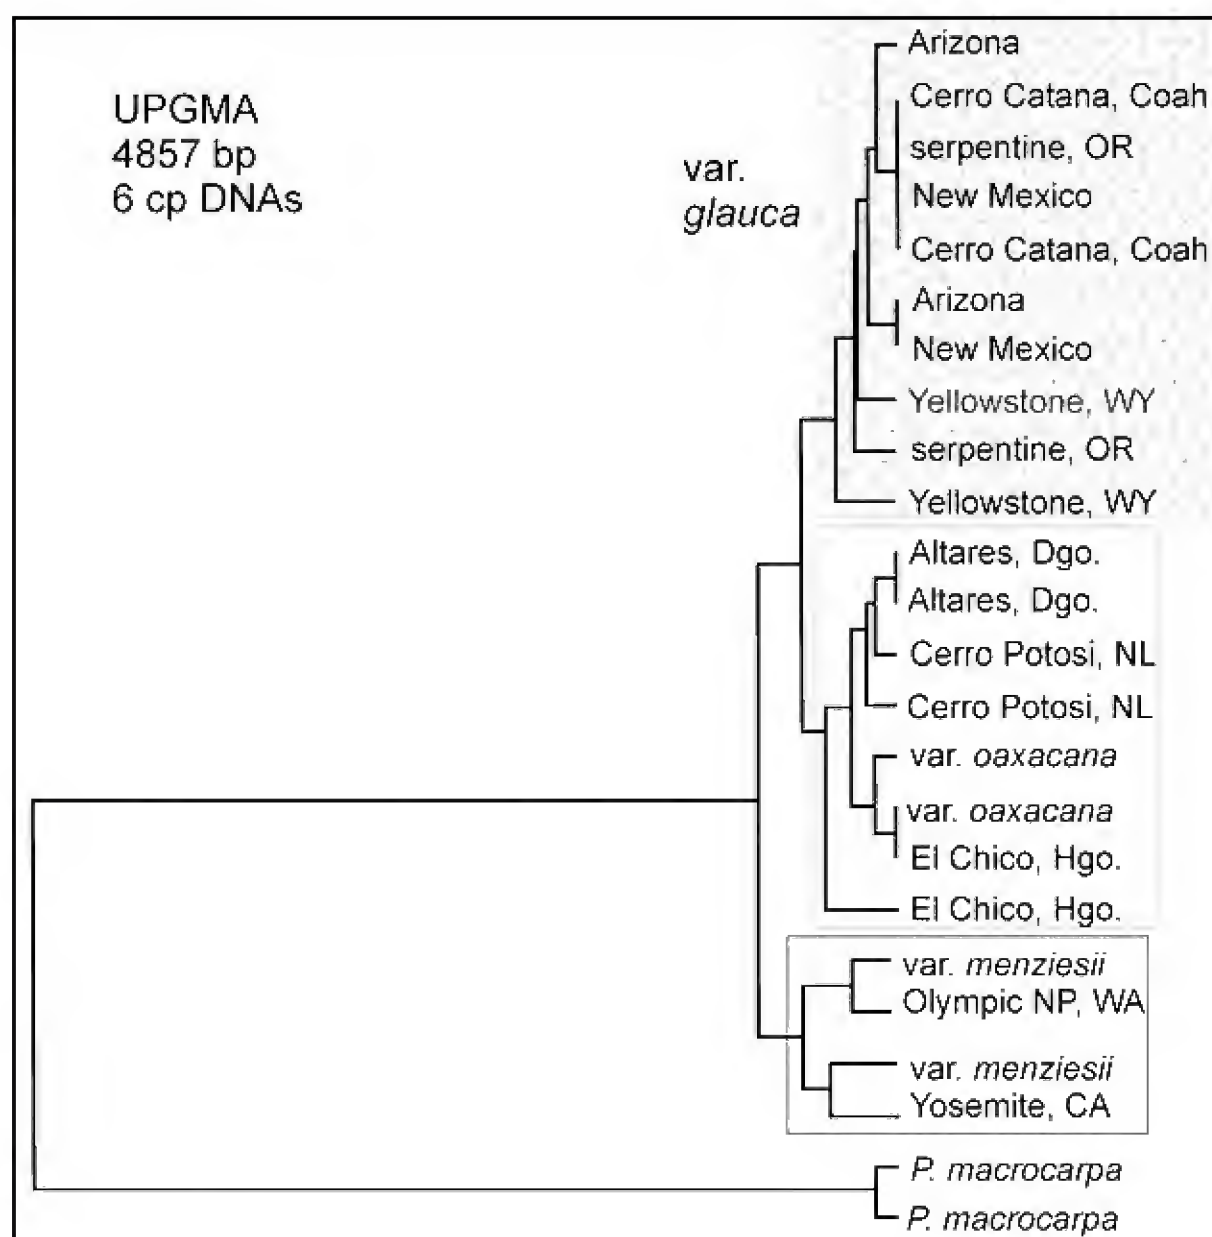 UPGMA
4857 bp
6 cp DNAs
var.
glauca
Arizona
Cerro Catana, Coah
serpentine, OR
New Mexico
Cerro Catana, Coah
Arizona
New Mexico
Yellowstone, WY
serpentine, OR
Yellowstone, WY
Altares, Dgo.
Altares, Dgo.
Cerro Potosi, NL
Cerro Potosi, NL
var. oaxacana
var. oaxacana
El Chico, Hgo.
El Chico, Hgo.
var. menziesii
Olympic NP, WA
var. menziesii
Yosemite, CA
P. macrocarpa
P. macrocarpa